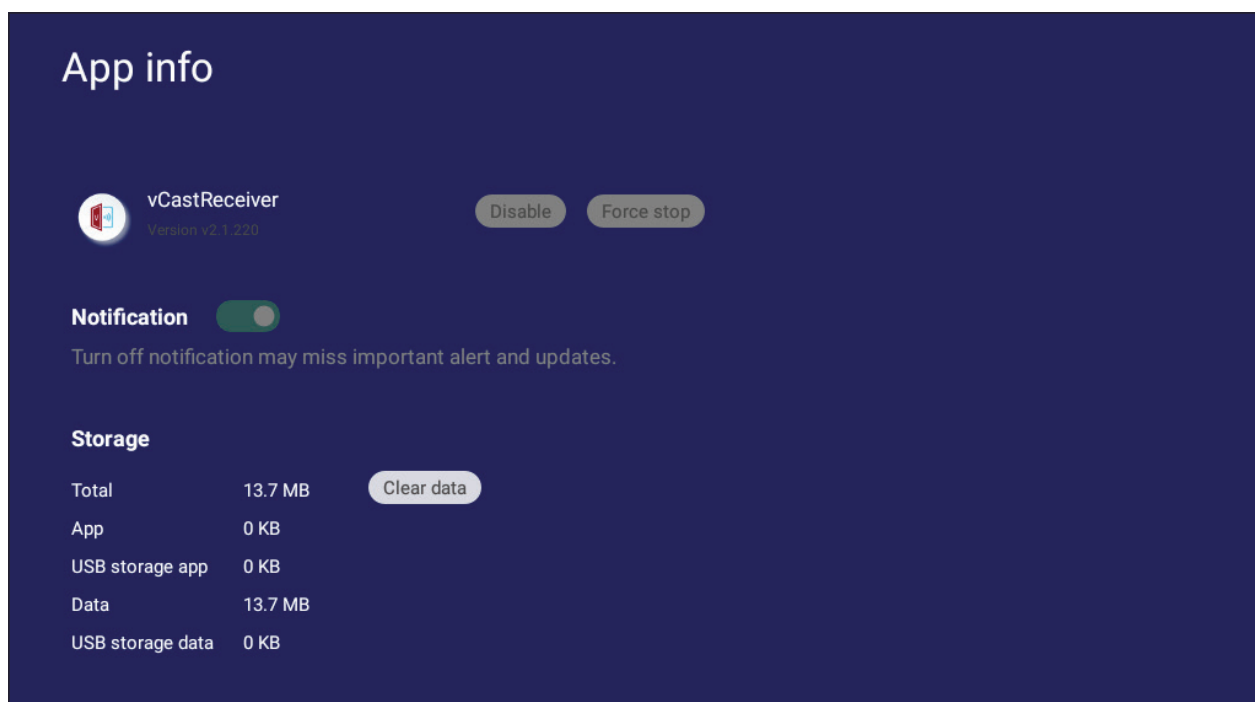 App info
vCastReceiver
Disable
Force stop
Version v2.1.220
Notification
Turn off notification may miss important alert and updates.
Storage
Total 13.7 MB Clear data
App 0 KB
USB storage app 0 KB
Data 13.7 MB
USB storage data 0 KB